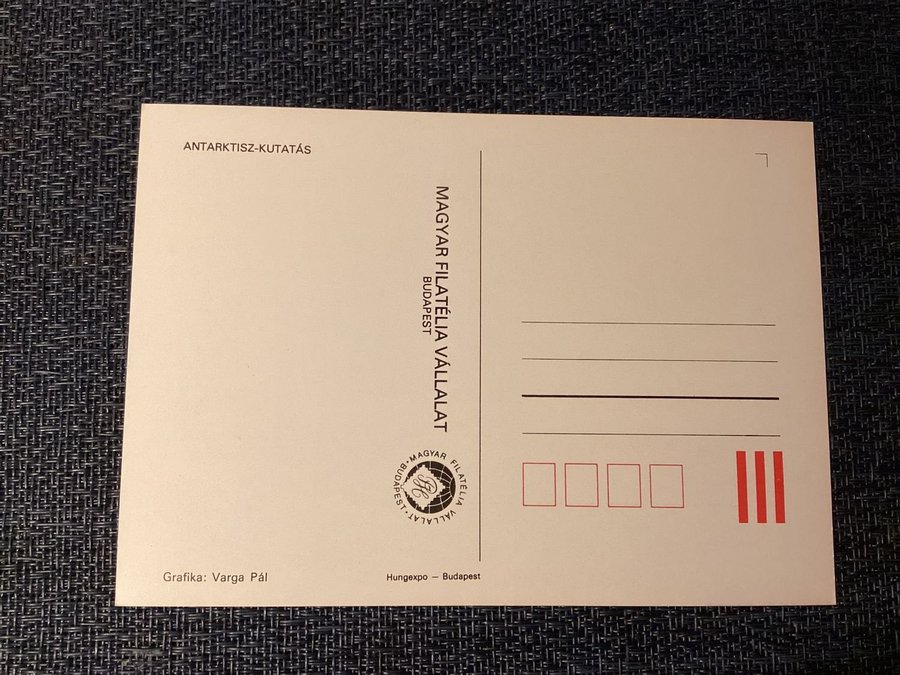 ANTARKTISZ-KUTATÁS
MAGYAR FILATÉLIA VÁLLALAT
BUDAPEST
MAGYAR FILATÉLIA VÁLLALAT · BUDAPEST ·
Grafika: Varga Pál
Hungexpo – Budapest